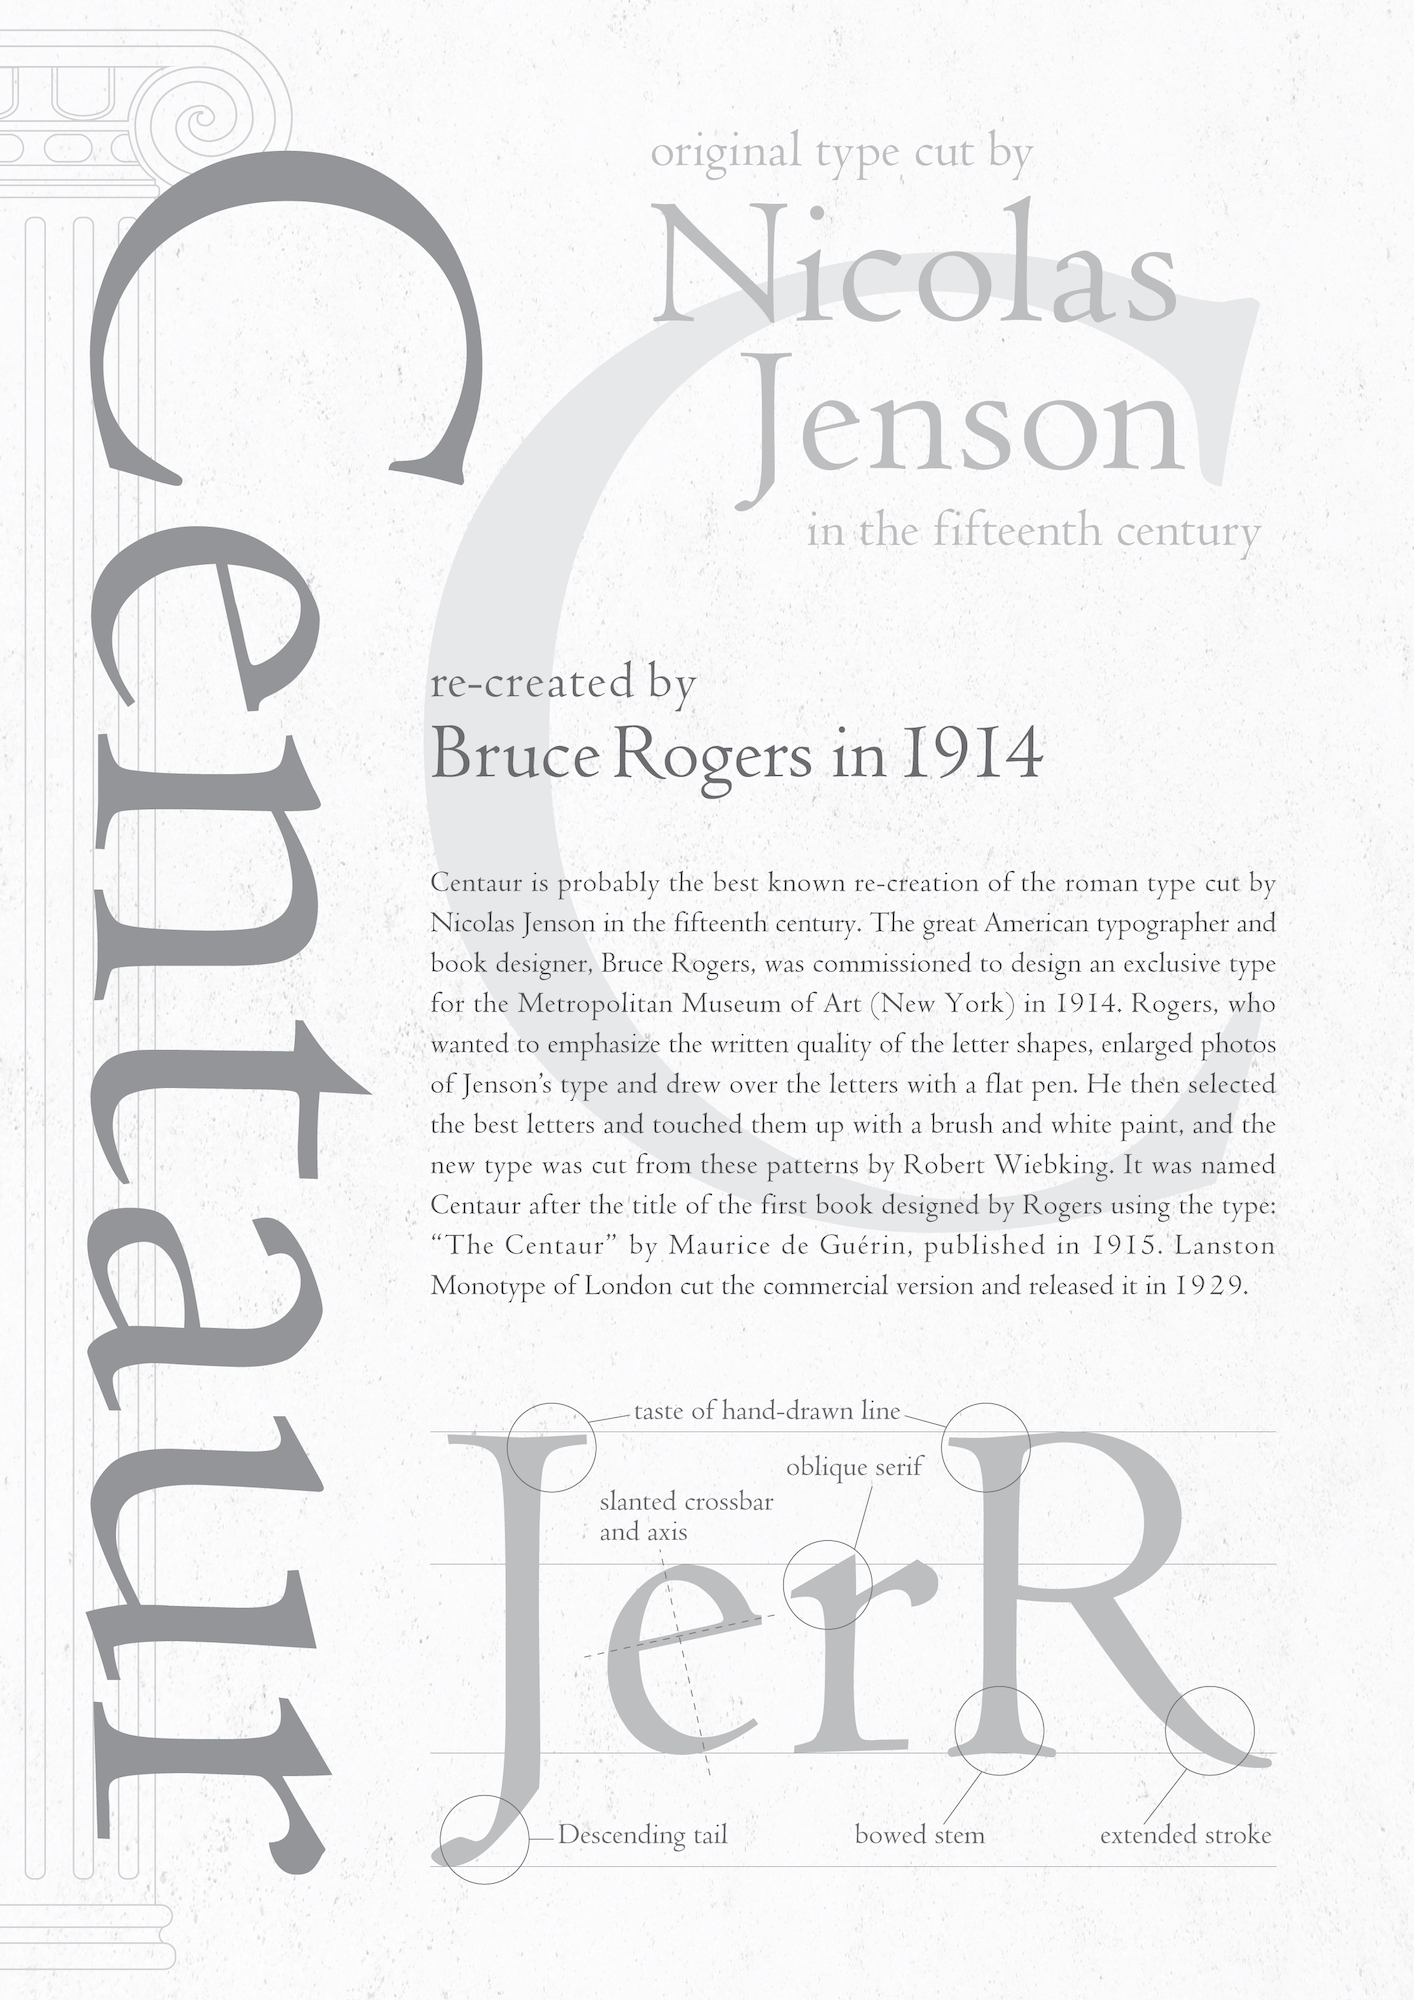 Centaur
original type cut by
Nicolas
Jenson
in the fifteenth century
re-created by
Bruce Rogers in 1914
Centaur is probably the best known re-creation of the roman type cut by
Nicolas Jenson in the fifteenth century. The great American typographer and
book designer, Bruce Rogers, was commissioned to design an exclusive type
for the Metropolitan Museum of Art (New York) in 1914. Rogers, who
wanted to emphasize the written quality of the letter shapes, enlarged photos
of Jenson’s type and drew over the letters with a flat pen. He then selected
the best letters and touched them up with a brush and white paint, and the
new type was cut from these patterns by Robert Wiebking. It was named
Centaur after the title of the first book designed by Rogers using the type:
“The Centaur” by Maurice de Guérin, published in 1915. Lanston
Monotype of London cut the commercial version and released it in 1929.
taste of hand-drawn line
oblique serif
slanted crossbar
and axis
JerR
Descending tail
bowed stem
extended stroke
C